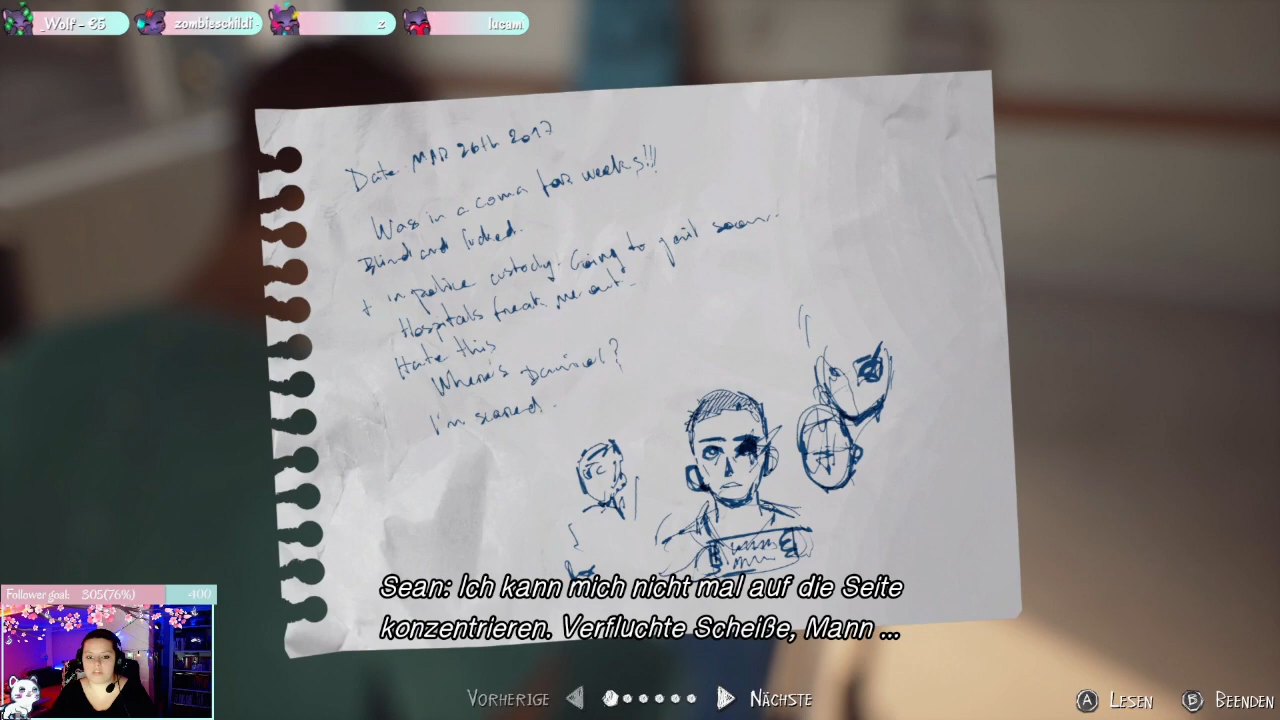 _Wolf - €5
zombieschildi
z
lucam
Date MAR 26th 2017
Was in a coma for weeks!!!
Blind and fucked.
+ in police custody. Going to jail soon.
Hospitals freak me out.
Hate this
Where's Daniel?
I'm scared.
Sean: Ich kann mich nicht mal auf die Seite
konzentrieren. Verfluchte Scheiße, Mann ...
Follower goal: 305(76%) 400
Vorherige
Nächste
A Lesen
B Beenden